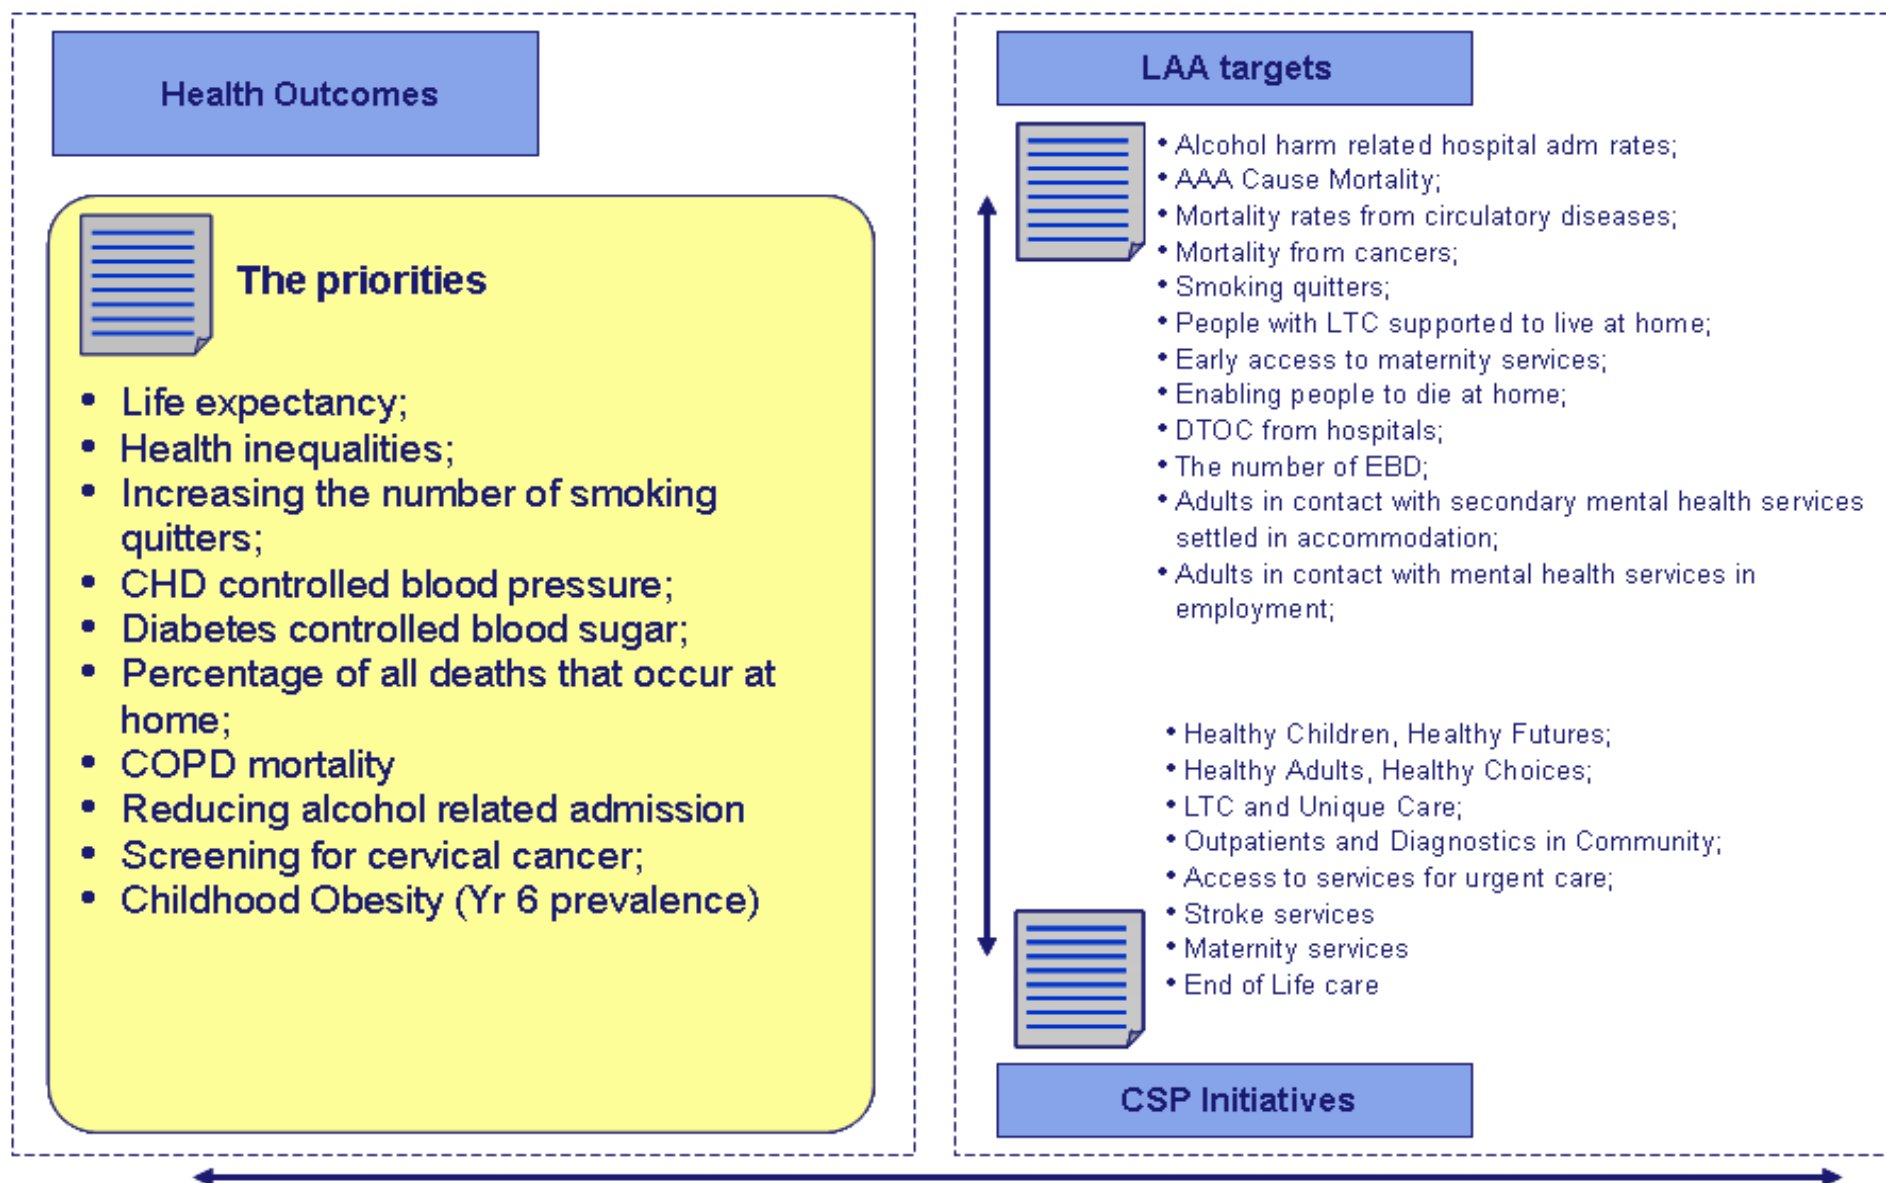 Health Outcomes
The priorities
• Life expectancy;
• Health inequalities;
• Increasing the number of smoking
quitters;
• CHD controlled blood pressure;
• Diabetes controlled blood sugar;
• Percentage of all deaths that occur at
home;
• COPD mortality
• Reducing alcohol related admission
• Screening for cervical cancer;
• Childhood Obesity (Yr 6 prevalence)
LAA targets
• Alcohol harm related hospital adm rates;
• AAA Cause Mortality;
• Mortality rates from circulatory diseases;
• Mortality from cancers;
• Smoking quitters;
• People with LTC supported to live at home;
• Early access to maternity services;
• Enabling people to die at home;
• DTOC from hospitals;
• The number of EBD;
• Adults in contact with secondary mental health services
settled in accommodation;
• Adults in contact with mental health services in
employment;
• Healthy Children, Healthy Futures;
• Healthy Adults, Healthy Choices;
• LTC and Unique Care;
• Outpatients and Diagnostics in Community;
• Access to services for urgent care;
• Stroke services
• Maternity services
• End of Life care
CSP Initiatives